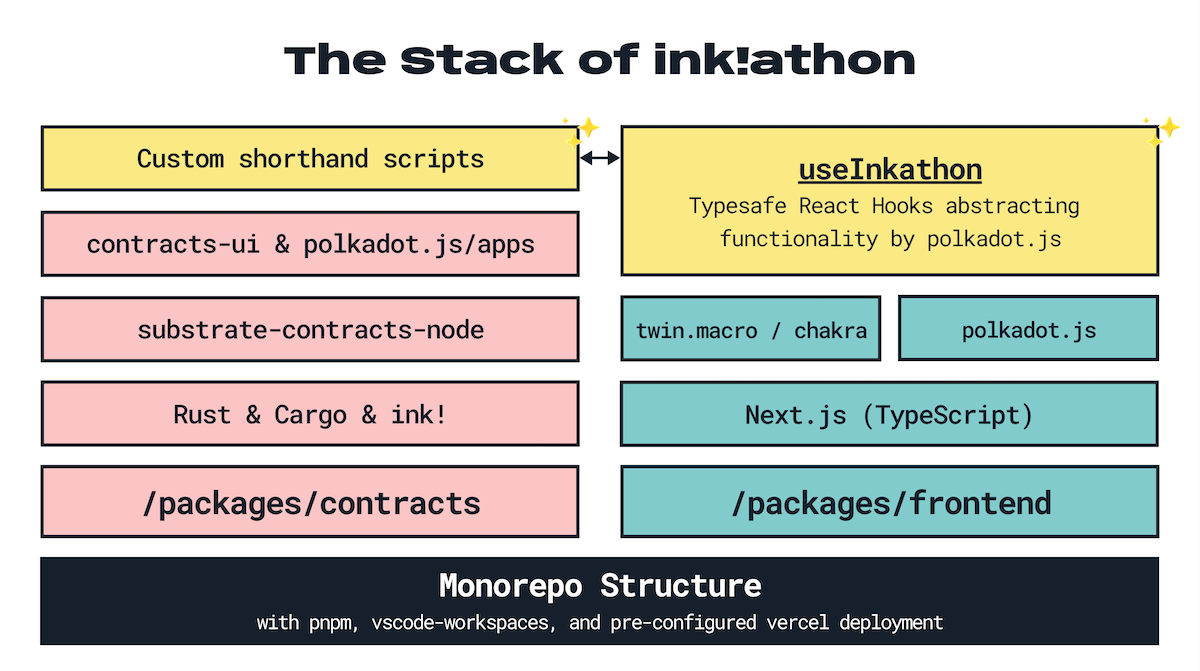 The Stack of ink!athon
Custom shorthand scripts
contracts-ui & polkadot.js/apps
substrate-contracts-node
Rust & Cargo & ink!
/packages/contracts
useInkathon
Typesafe React Hooks abstracting
functionality by polkadot.js
twin.macro / chakra
polkadot.js
Next.js (TypeScript)
/packages/frontend
Monorepo Structure
with pnpm, vscode-workspaces, and pre-configured vercel deployment